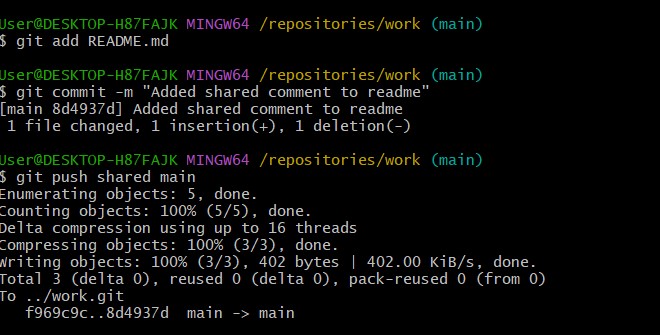 User@DESKTOP-H87FAJK MINGW64 /repositories/work (main)
$ git add README.md
User@DESKTOP-H87FAJK MINGW64 /repositories/work (main)
$ git commit -m "Added shared comment to readme"
[main 8d4937d] Added shared comment to readme
1 file changed, 1 insertion(+), 1 deletion(-)
User@DESKTOP-H87FAJK MINGW64 /repositories/work (main)
$ git push shared main
Enumerating objects: 5, done.
Counting objects: 100% (5/5), done.
Delta compression using up to 16 threads
Compressing objects: 100% (3/3), done.
Writing objects: 100% (3/3), 402 bytes | 402.00 KiB/s, done.
Total 3 (delta 0), reused 0 (delta 0), pack-reused 0 (from 0)
To ../work.git
f969c9c..8d4937d  main -> main